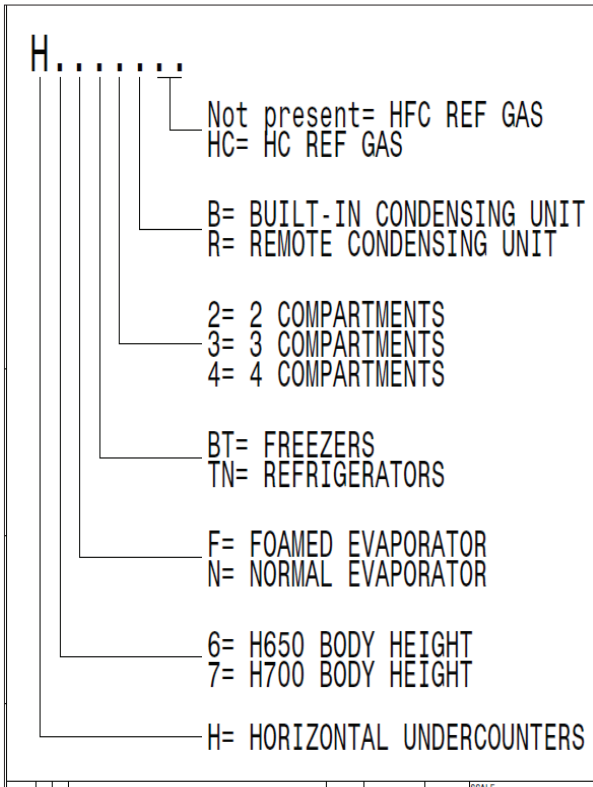 H.......
Not present= HFC REF GAS
HC= HC REF GAS
B= BUILT-IN CONDENSING UNIT
R= REMOTE CONDENSING UNIT
2= 2 COMPARTMENTS
3= 3 COMPARTMENTS
4= 4 COMPARTMENTS
BT= FREEZERS
TN= REFRIGERATORS
F= FOAMED EVAPORATOR
N= NORMAL EVAPORATOR
6= H650 BODY HEIGHT
7= H700 BODY HEIGHT
H= HORIZONTAL UNDERCOUNTERS